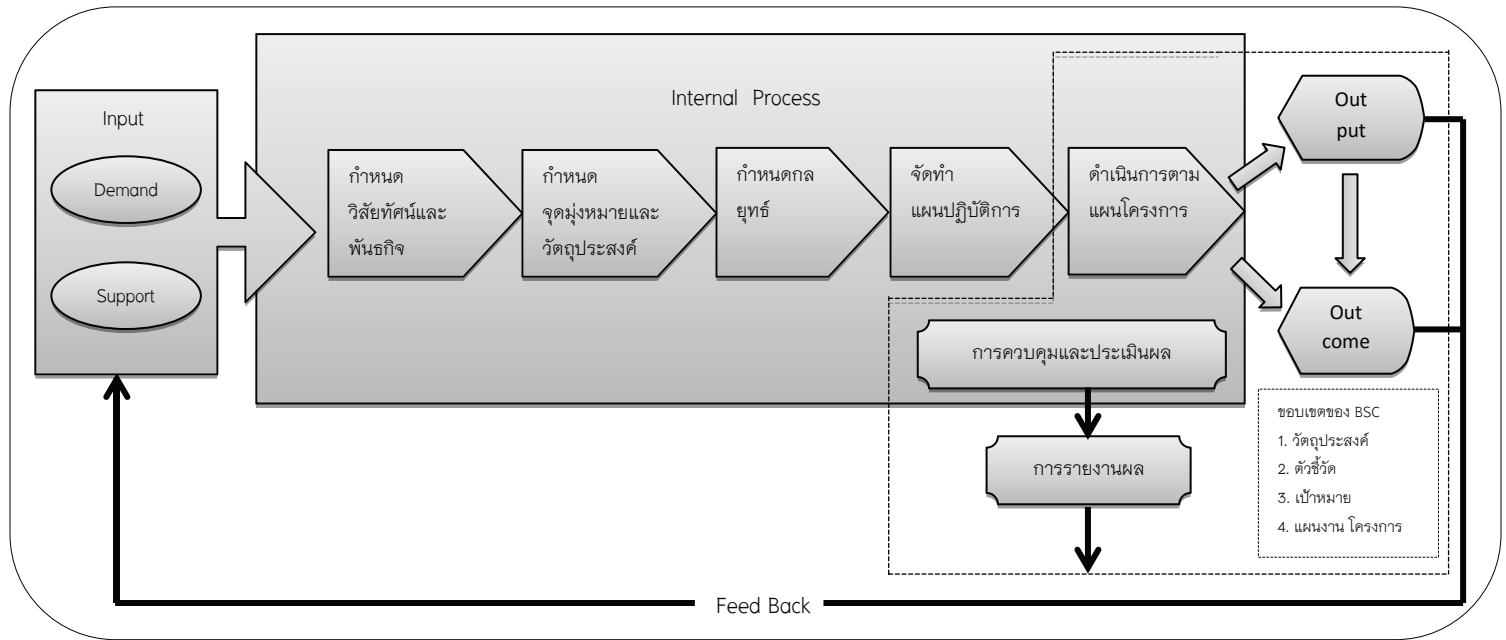 Internal Process
Input
Demand
Support
กำหนด
วิสัยทัศน์และ
พันธกิจ
กำหนด
จุดมุ่งหมายและ
วัตถุประสงค์
กำหนดกล
ยุทธ์
จัดทำ
แผนปฏิบัติการ
ดำเนินการตาม
แผนโครงการ
Out
put
Out
come
การควบคุมและประเมินผล
การรายงานผล
ขอบเขตของ BSC
1. วัตถุประสงค์
2. ตัวชี้วัด
3. เป้าหมาย
4. แผนงาน โครงการ
Feed Back